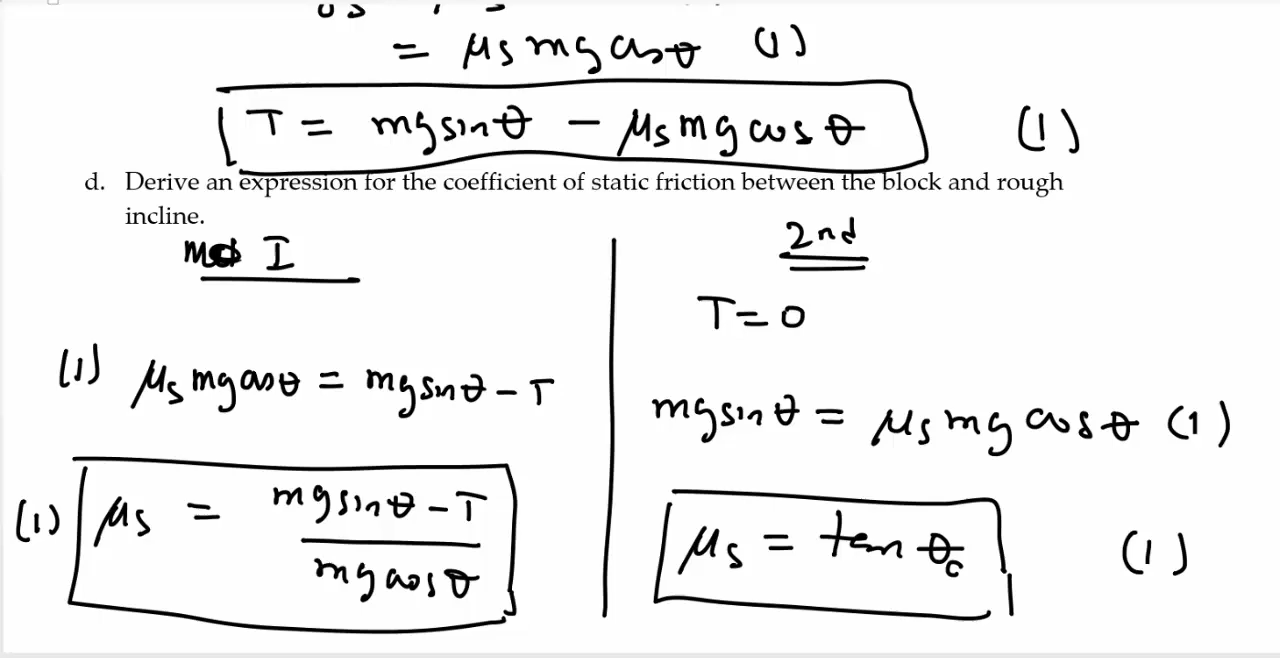 = μs mg cosθ (1)
T = mg sinθ - μs mg cos θ (1)
d. Derive an expression for the coefficient of static friction between the block and rough
incline.
I
(1) μs mg cosθ = mg sinθ - T
(1) μs = mg sinθ - T / mg cosθ
2nd
T = 0
mg sinθ = μs mg cosθ (1)
μs = tan θc (1)